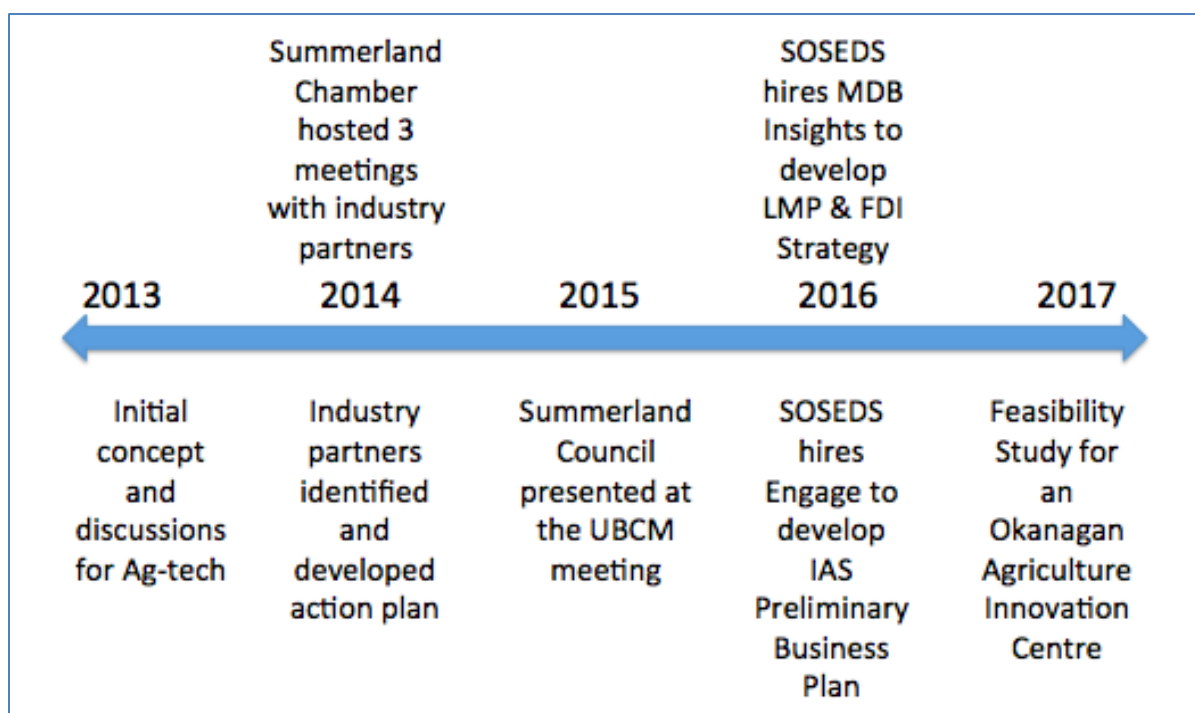 Summerland
Chamber
hosted 3
meetings
with industry
partners
SOSEDS
hires MDB
Insights to
develop
LMP & FDI
Strategy
2013 2014 2015 2016 2017
Initial
concept
and
discussions
for Ag-tech
Industry
partners
identified
and
developed
action plan
Summerland
Council
presented at
the UBCM
meeting
SOSEDS
hires
Engage to
develop
IAS
Preliminary
Business
Plan
Feasibility
Study for
an
Okanagan
Agriculture
Innovation
Centre